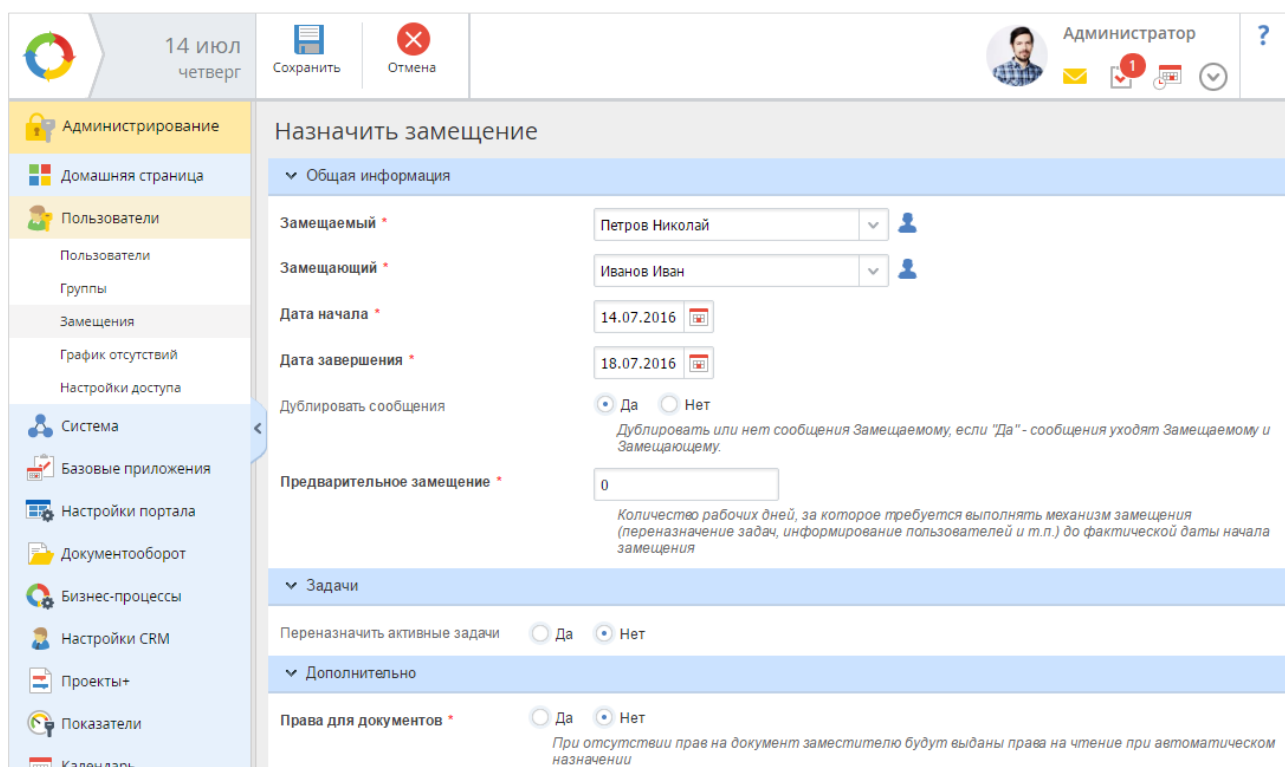 14 июл
четверг
Сохранить
Отмена
Администратор
1
?
Администрирование
Домашняя страница
Пользователи
Пользователи
Группы
Замещения
График отсутствий
Настройки доступа
Система
Базовые приложения
Настройки портала
Документооборот
Бизнес-процессы
Настройки CRM
Проекты+
Показатели
Календарь
Назначить замещение
Общая информация
Замещаемый * Петров Николай
Замещающий * Иванов Иван
Дата начала * 14.07.2016
Дата завершения * 18.07.2016
Дублировать сообщения Да Нет
Дублировать или нет сообщения Замещаемому, если "Да" - сообщения уходят Замещаемому и
Замещающему.
Предварительное замещение * 0
Количество рабочих дней, за которое требуется выполнять механизм замещения
(переназначение задач, информирование пользователей и т.п.) до фактической даты начала
замещения
Задачи
Переназначить активные задачи Да Нет
Дополнительно
Права для документов * Да Нет
При отсутствии прав на документ заместителю будут выданы права на чтение при автоматическом
назначении